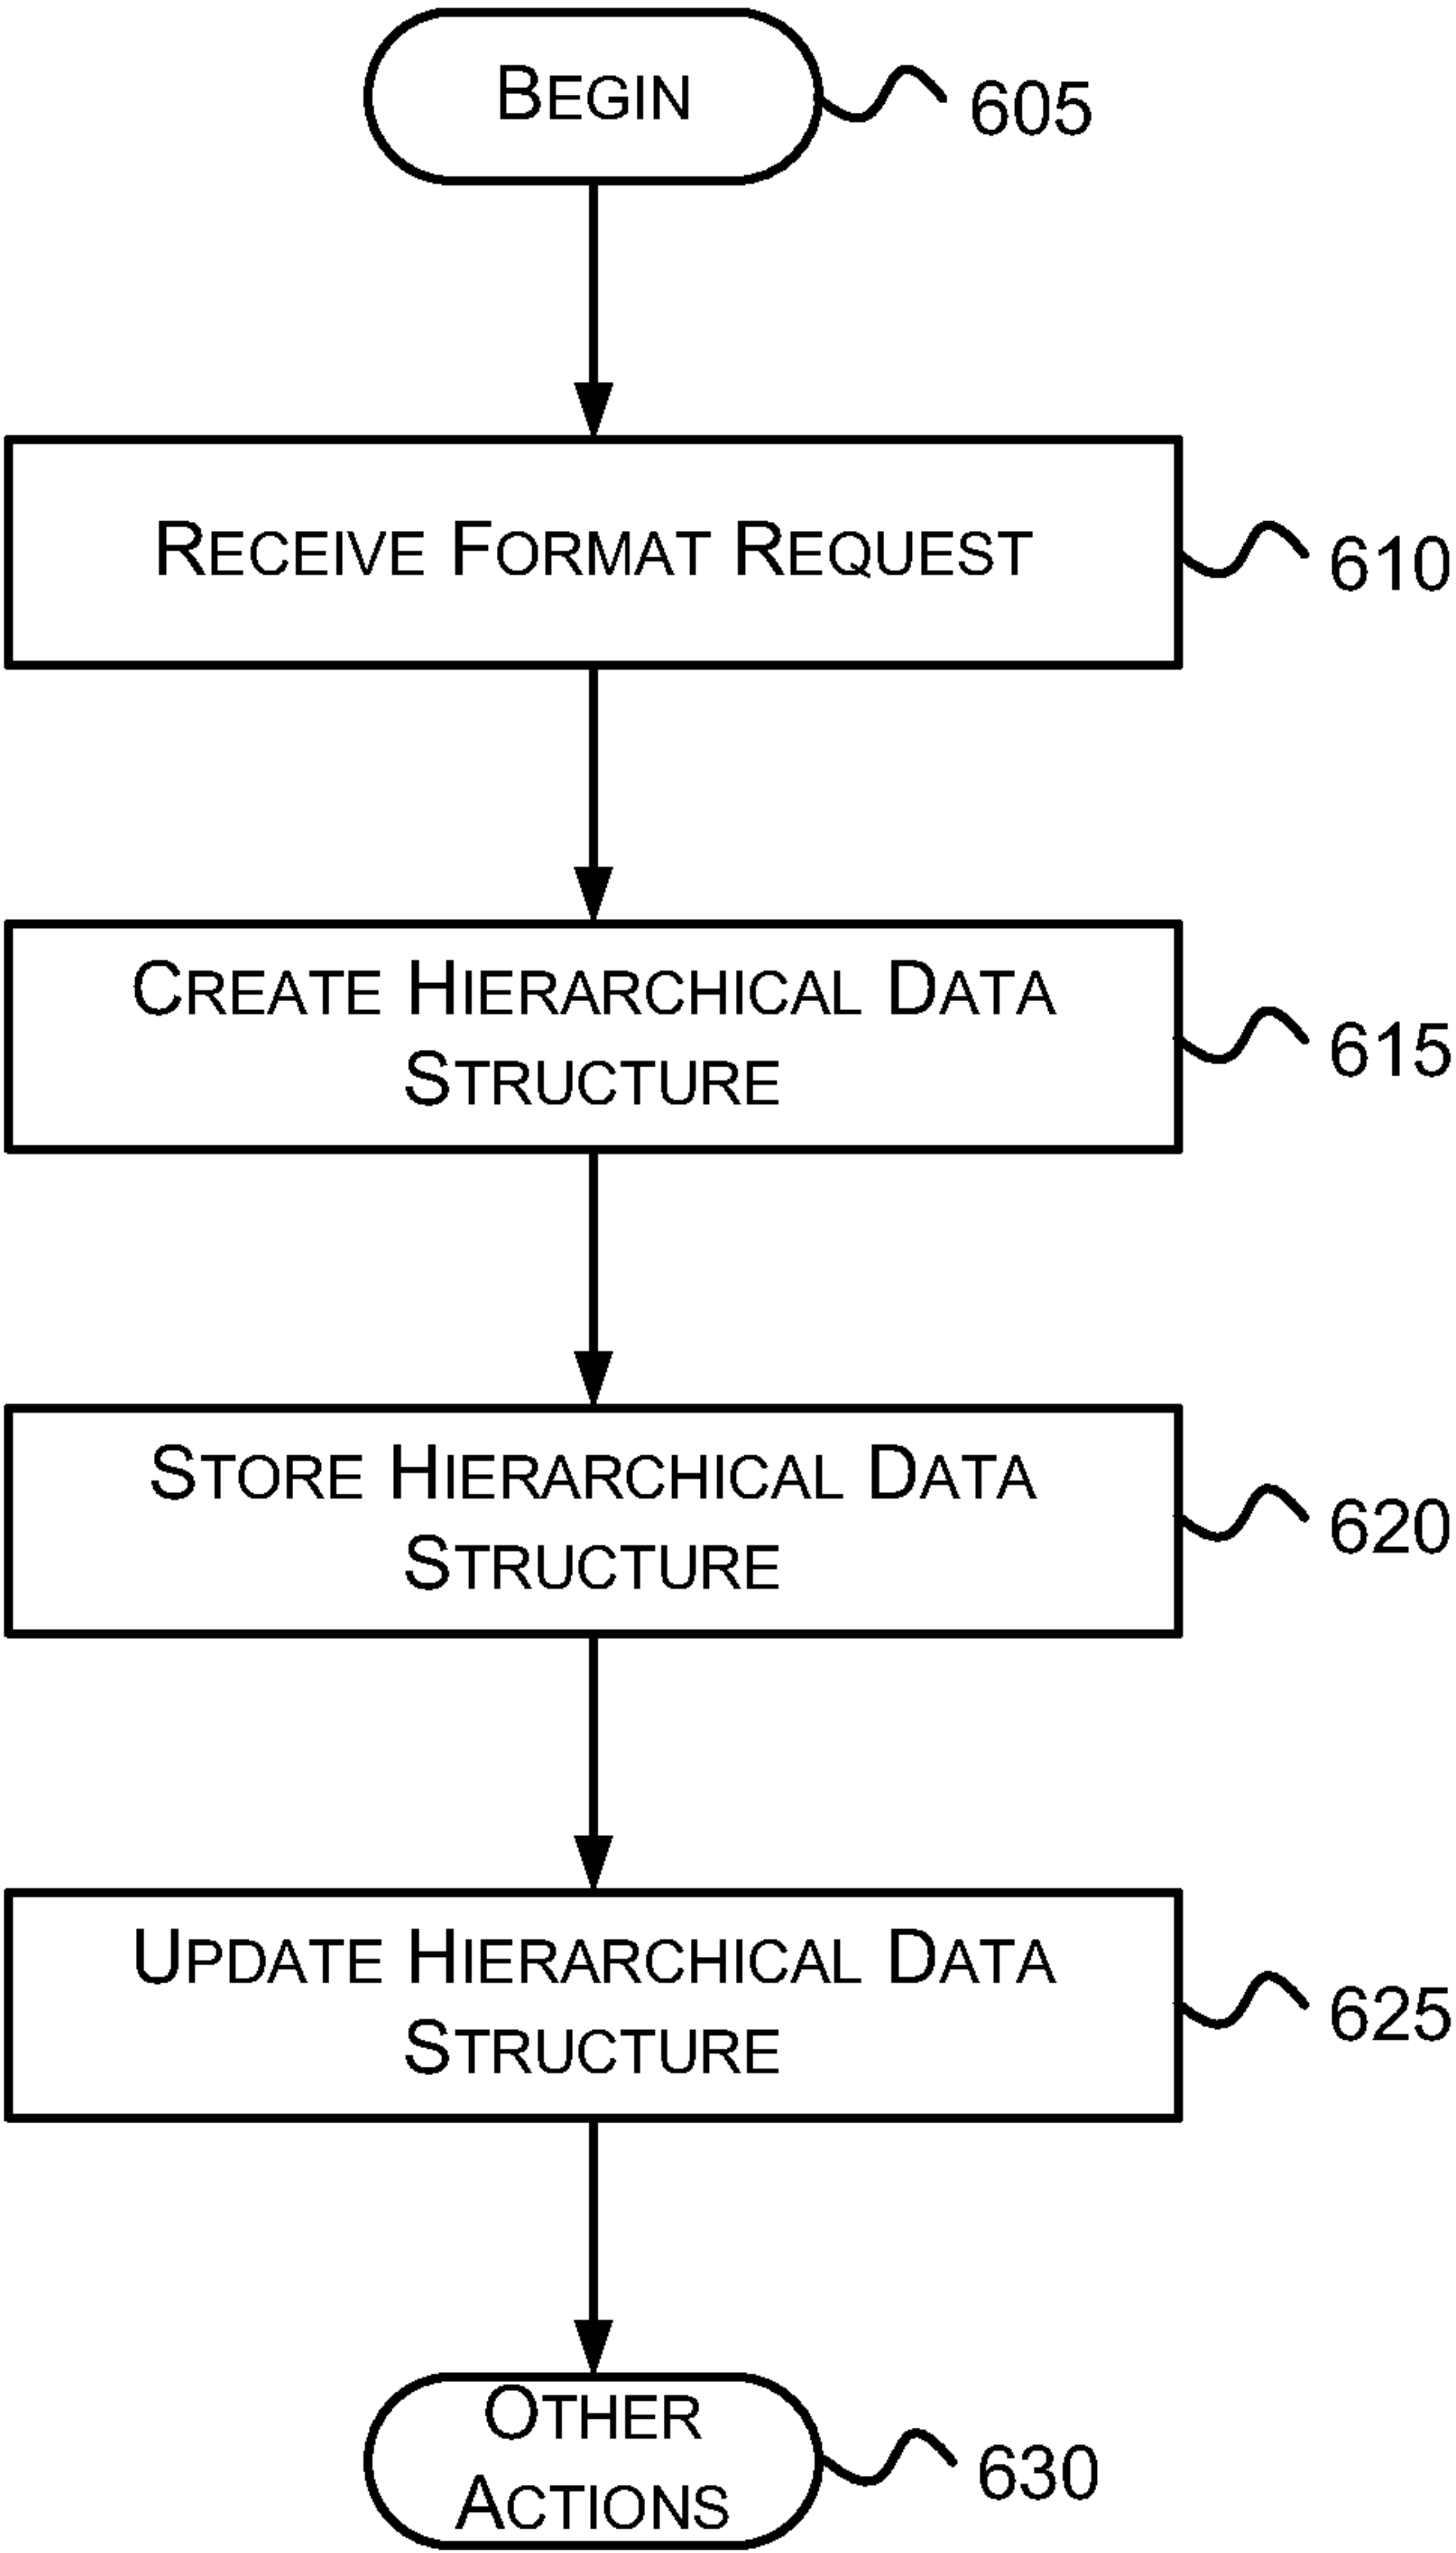 BEGIN
605
RECEIVE FORMAT REQUEST
610
CREATE HIERARCHICAL DATA
STRUCTURE
615
STORE HIERARCHICAL DATA
STRUCTURE
620
UPDATE HIERARCHICAL DATA
STRUCTURE
625
OTHER
ACTIONS
630